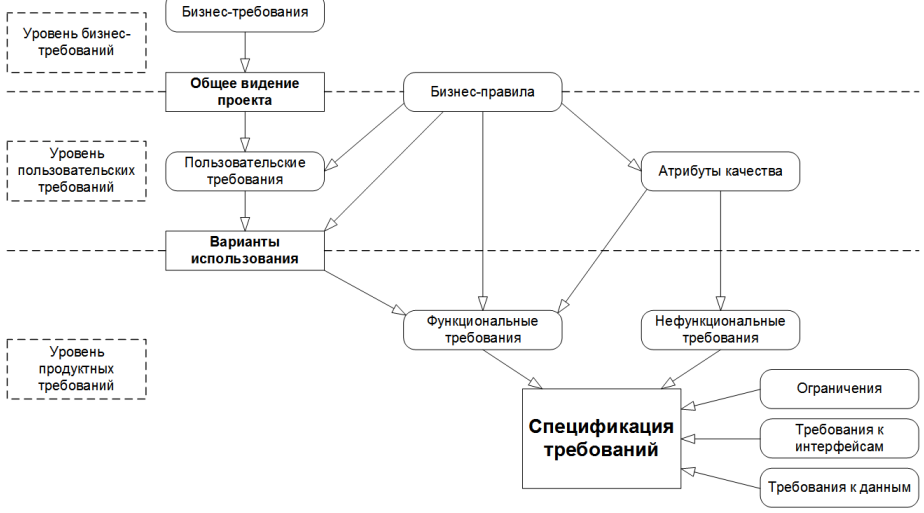 Бизнес-требования
Уровень бизнес-
требований
Общее видение
проекта
Бизнес-правила
Уровень
пользовательских
требований
Пользовательские
требования
Атрибуты качества
Варианты
использования
Функциональные
требования
Нефункциональные
требования
Уровень
продуктных
требований
Ограничения
Спецификация
требований
Требования к
интерфейсам
Требования к данным